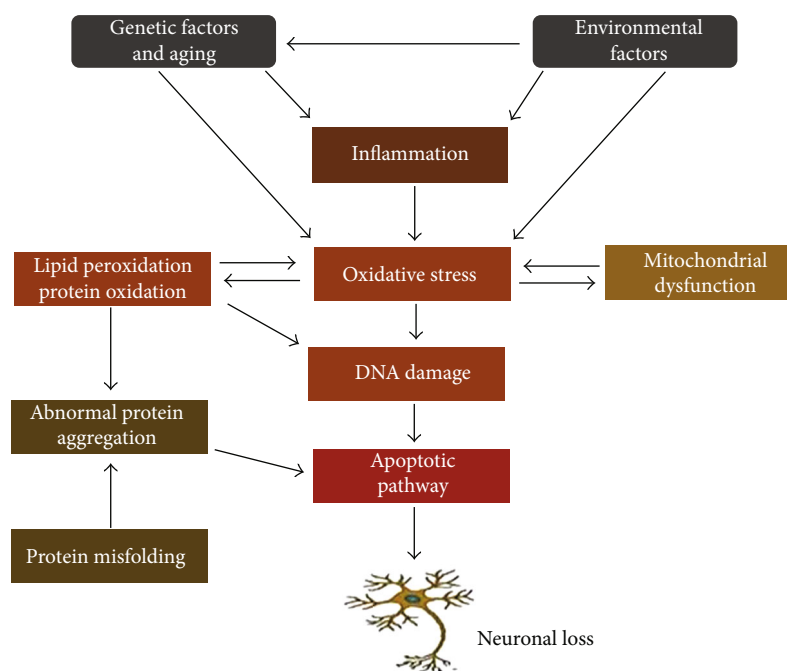 Genetic factors
and aging
Environmental
factors
Inflammation
Lipid peroxidation
protein oxidation
Oxidative stress
Mitochondrial
dysfunction
DNA damage
Abnormal protein
aggregation
Apoptotic
pathway
Protein misfolding
Neuronal loss